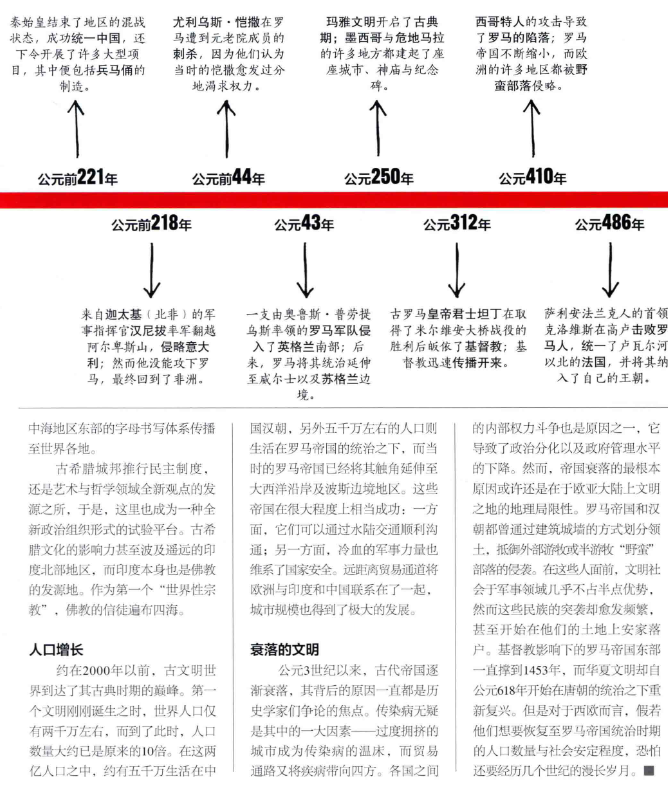 秦始皇结束了地区的混战
状态，成功统一中国，还
下令开展了许多大型项
目，其中便包括兵马俑的
制造。
尤利乌斯·恺撒在罗
马遭到元老院成员的
刺杀，因为他们认为
当时的恺撒愈发过分
地渴求权力。
玛雅文明开启了古典
期；墨西哥与危地马拉
的许多地方都建起了座
座城市、神庙与纪念
碑。
西哥特人的攻击导致
了罗马的陷落；罗马
帝国不断缩小，而欧
洲的许多地区都被野
蛮部落侵略。
公元前221年
公元前44年
公元250年
公元410年
公元前218年
公元43年
公元312年
公元486年
来自迦太基（北非）的军
事指挥官汉尼拔率军翻越
阿尔卑斯山，侵略意大
利；然而他没能攻下罗
马，最终回到了非洲。
一支由奥鲁斯·普劳提
乌斯率领的罗马军队侵
入了英格兰南部；后
来，罗马将其统治延伸
至威尔士以及苏格兰边
境。
古罗马皇帝君士坦丁在取
得了米尔维安大桥战役的
胜利后皈依了基督教；基
督教迅速传播开来。
萨利安法兰克人的首领
克洛维斯在高卢击败罗
马人，统一了卢瓦尔河
以北的法国，并将其纳
入了自己的王朝。
中海地区东部的字母书写体系传播
至世界各地。
古希腊城邦推行民主制度，
还是艺术与哲学领域全新观点的发
源之所，于是，这里也成为一种全
新政治组织形式的试验平台。古希
腊文化的影响力甚至波及遥远的印
度北部地区，而印度本身也是佛教
的发源地。作为第一个“世界性宗
教”，佛教的信徒遍布四海。
人口增长
约在2000年以前，古文明世
界到达了其古典时期的巅峰。第一
个文明刚刚诞生之时，世界人口仅
有两千万左右，而到了此时，人口
数量大约已是原来的10倍。在这两
亿人口之中，约有五千万生活在中
国汉朝，另外五千万左右的人口则
生活在罗马帝国的统治之下，而当
时的罗马帝国已经将其触角延伸至
大西洋沿岸及波斯边境地区。这些
帝国在很大程度上相当成功：一方
面，它们可以通过水陆交通顺利沟
通；另一方面，冷血的军事力量也
维系了国家安全。远距离贸易通道将
欧洲与印度和中国联系在了一起，
城市规模也得到了极大的发展。
衰落的文明
公元3世纪以来，古代帝国逐
渐衰落，其背后的原因一直都是历
史学家们争论的焦点。传染病无疑
是其中的一大因素——过度拥挤的
城市成为传染病的温床，而贸易
通路又将疾病带向四方。各国之间
的内部权力斗争也是原因之一，它
导致了政治分化以及政府管理水平
的下降。然而，帝国衰落的最根本
原因或许还是在于欧亚大陆上文明
之地的地理局限性。罗马帝国和汉
朝都曾通过建筑城墙的方式划分领
土，抵御外部游牧或半游牧“野蛮”
部落的侵袭。在这些人面前，文明社
会于军事领域几乎不占半点优势，
然而这些民族的突袭却愈发频繁，
甚至开始在他们的土地上安家落
户。基督教影响下的罗马帝国东部
一直撑到1453年，而华夏文明却自
公元618年开始在唐朝的统治之下重
新复兴。但是对于西欧而言，假若
他们想要恢复至罗马帝国统治时期
的人口数量与社会安定程度，恐怕
还要经历几个世纪的漫长岁月。